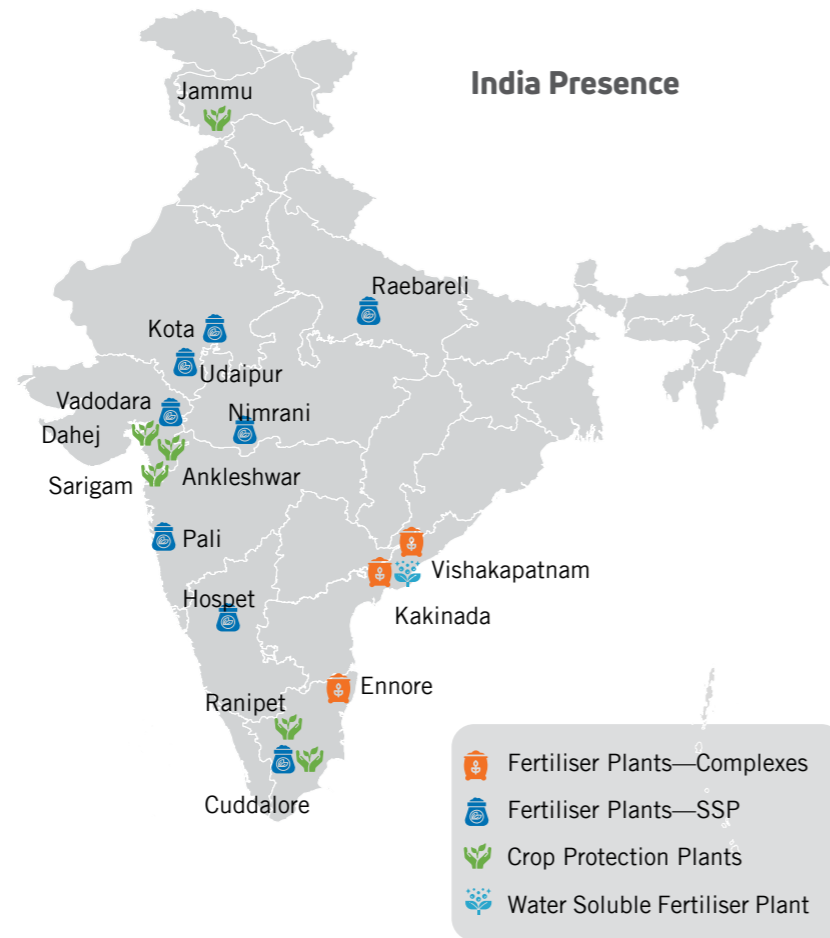 India Presence
Jammu
Raebareli
Kota
Udaipur
Vadodara
Nimrani
Dahej
Ankleshwar
Sarigam
Pali
Vishakapatnam
Hospet
Kakinada
Ennore
Ranipet
Cuddalore
Fertiliser Plants—Complexes
Fertiliser Plants—SSP
Crop Protection Plants
Water Soluble Fertiliser Plant